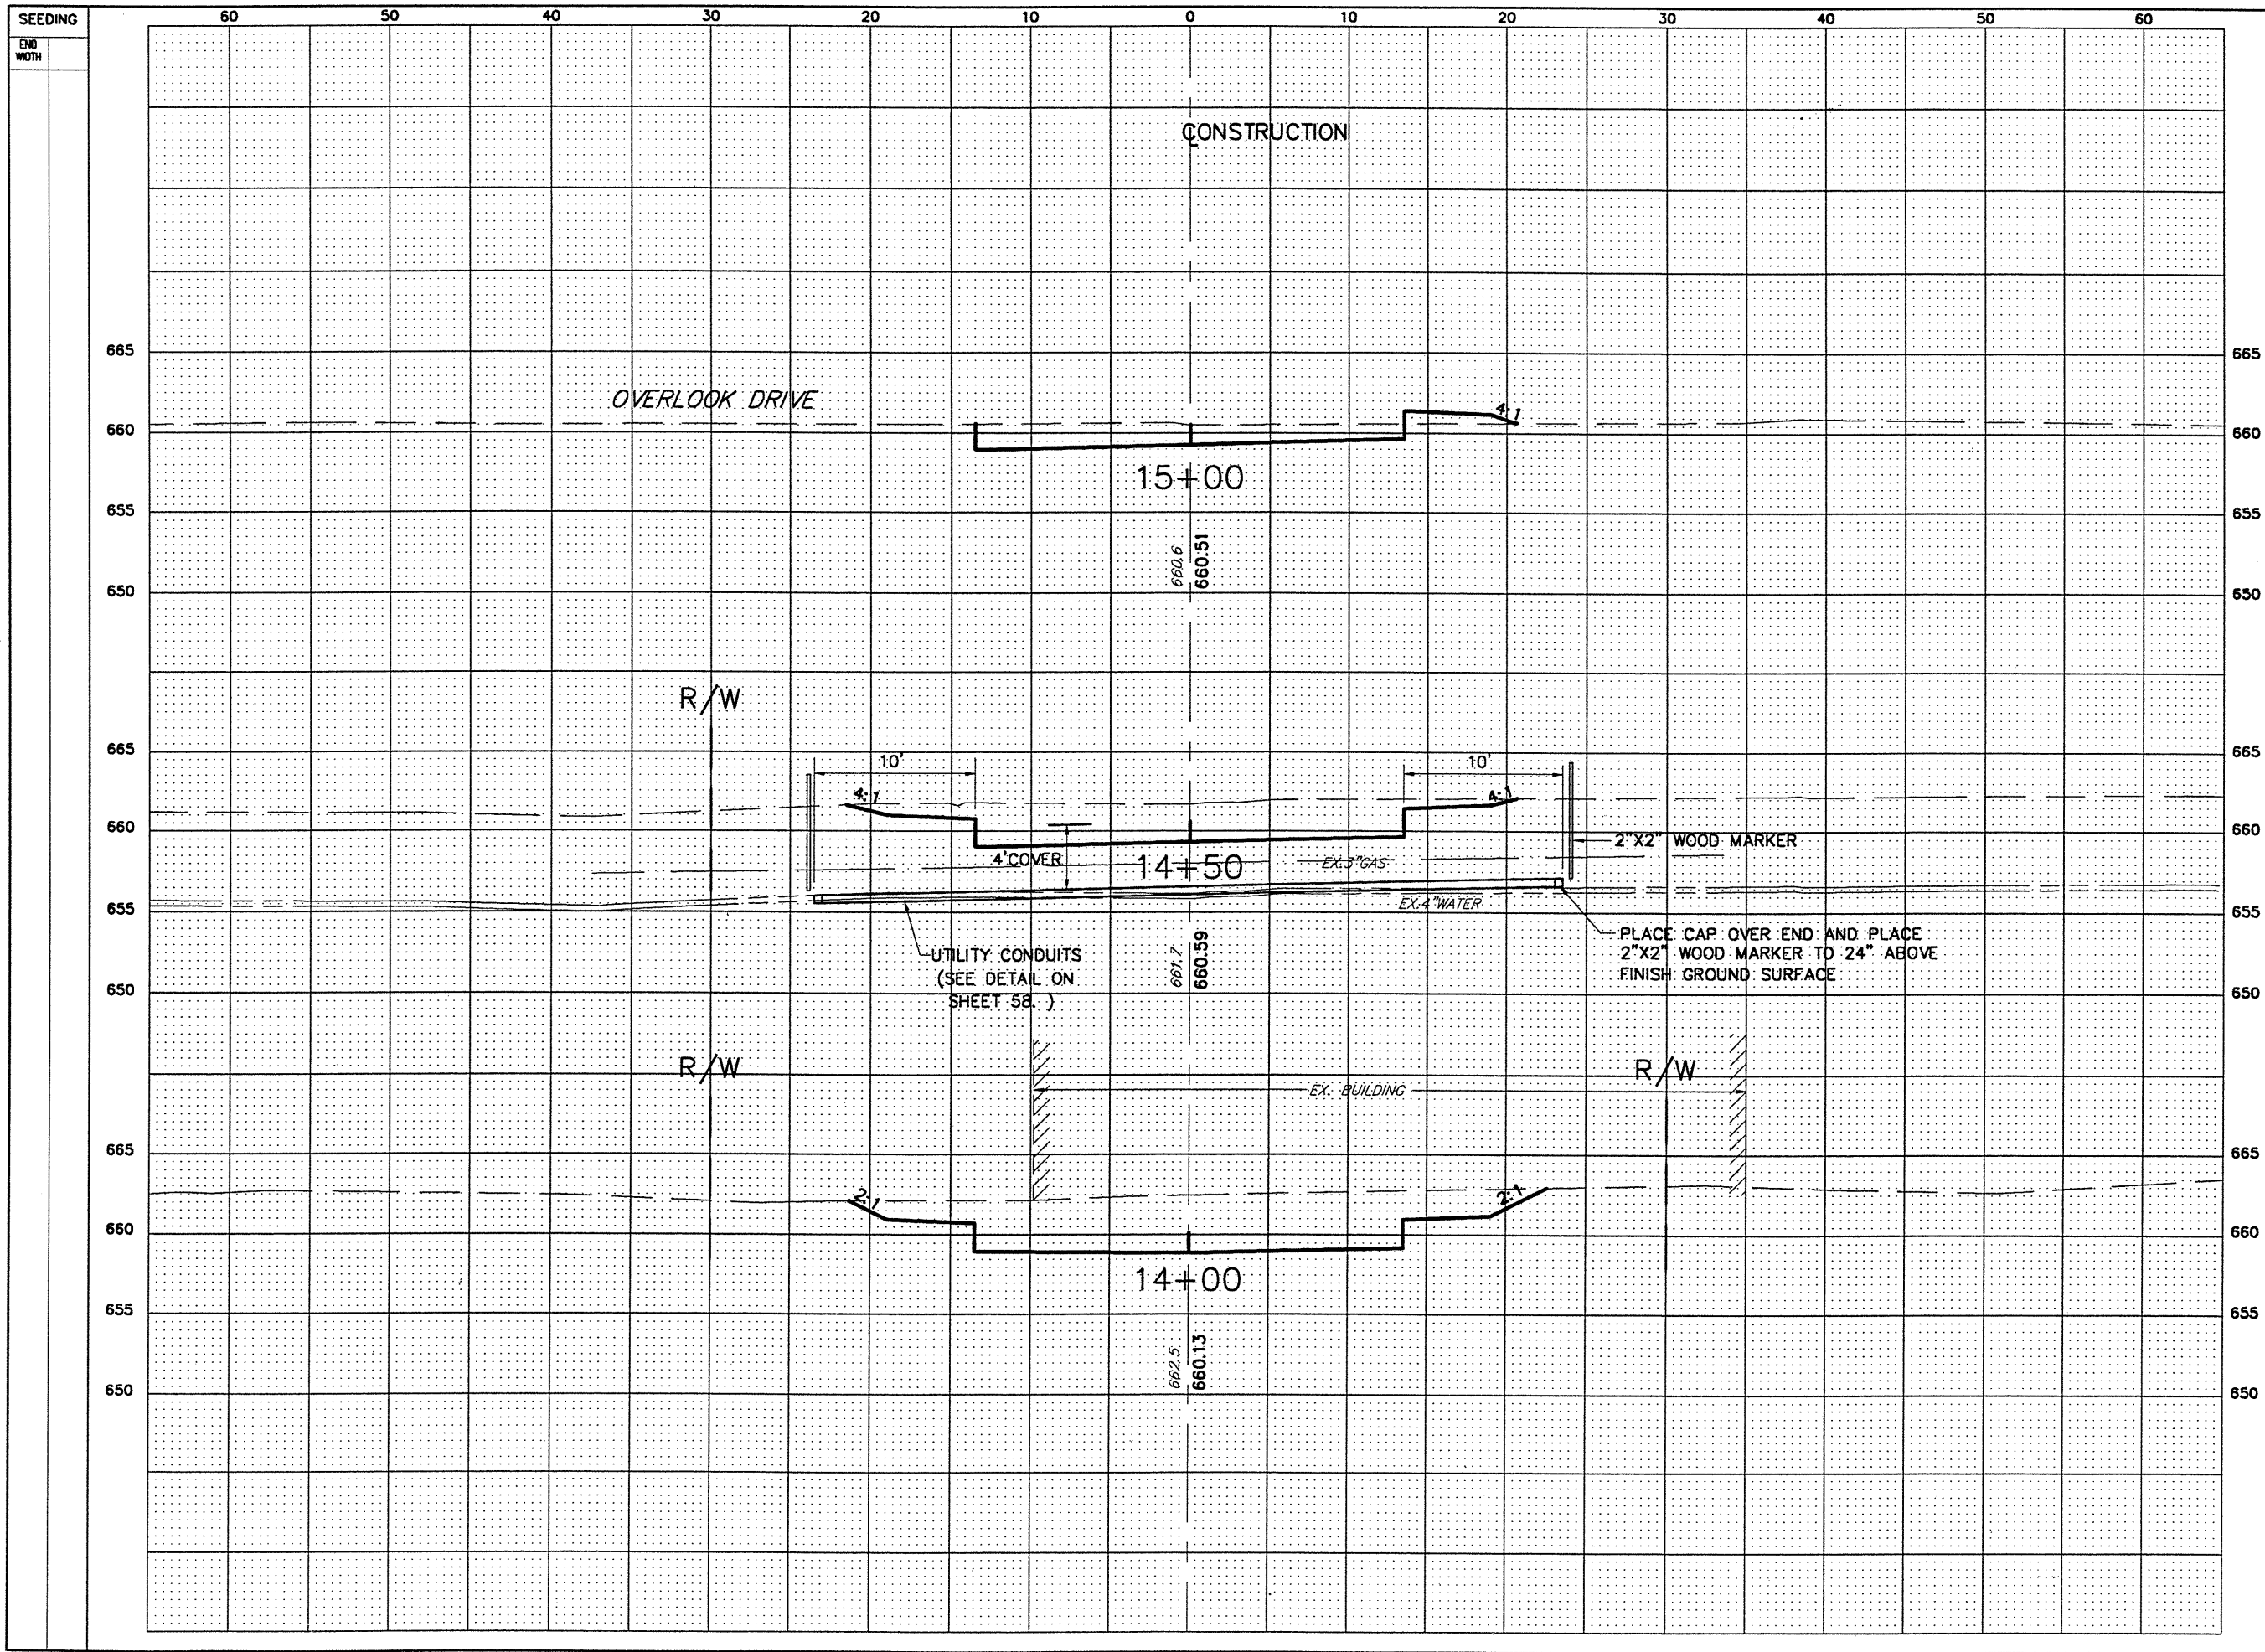 SEEDING
END
WIDTH
60 50 40 30 20 10 0 10 20 30 40 50 60
CONSTRUCTION
665 665
OVERLOOK DRIVE
4:1
660 660
15+00
655 655
660.6
660.51
650 650
R/W
665 665
10' 10'
4:1 4:1
660 660
2"X2" WOOD MARKER
4'COVER
14+50
EX.3"GAS
EX.4"WATER
655 655
UTILITY CONDUITS
(SEE DETAIL ON
SHEET 58. )
661.7
660.59
PLACE CAP OVER END AND PLACE
2"X2" WOOD MARKER TO 24" ABOVE
FINISH GROUND SURFACE
650 650
R/W R/W
EX. BUILDING
665 665
2:1 2:1
660 660
14+00
655 655
662.5
660.13
650 650